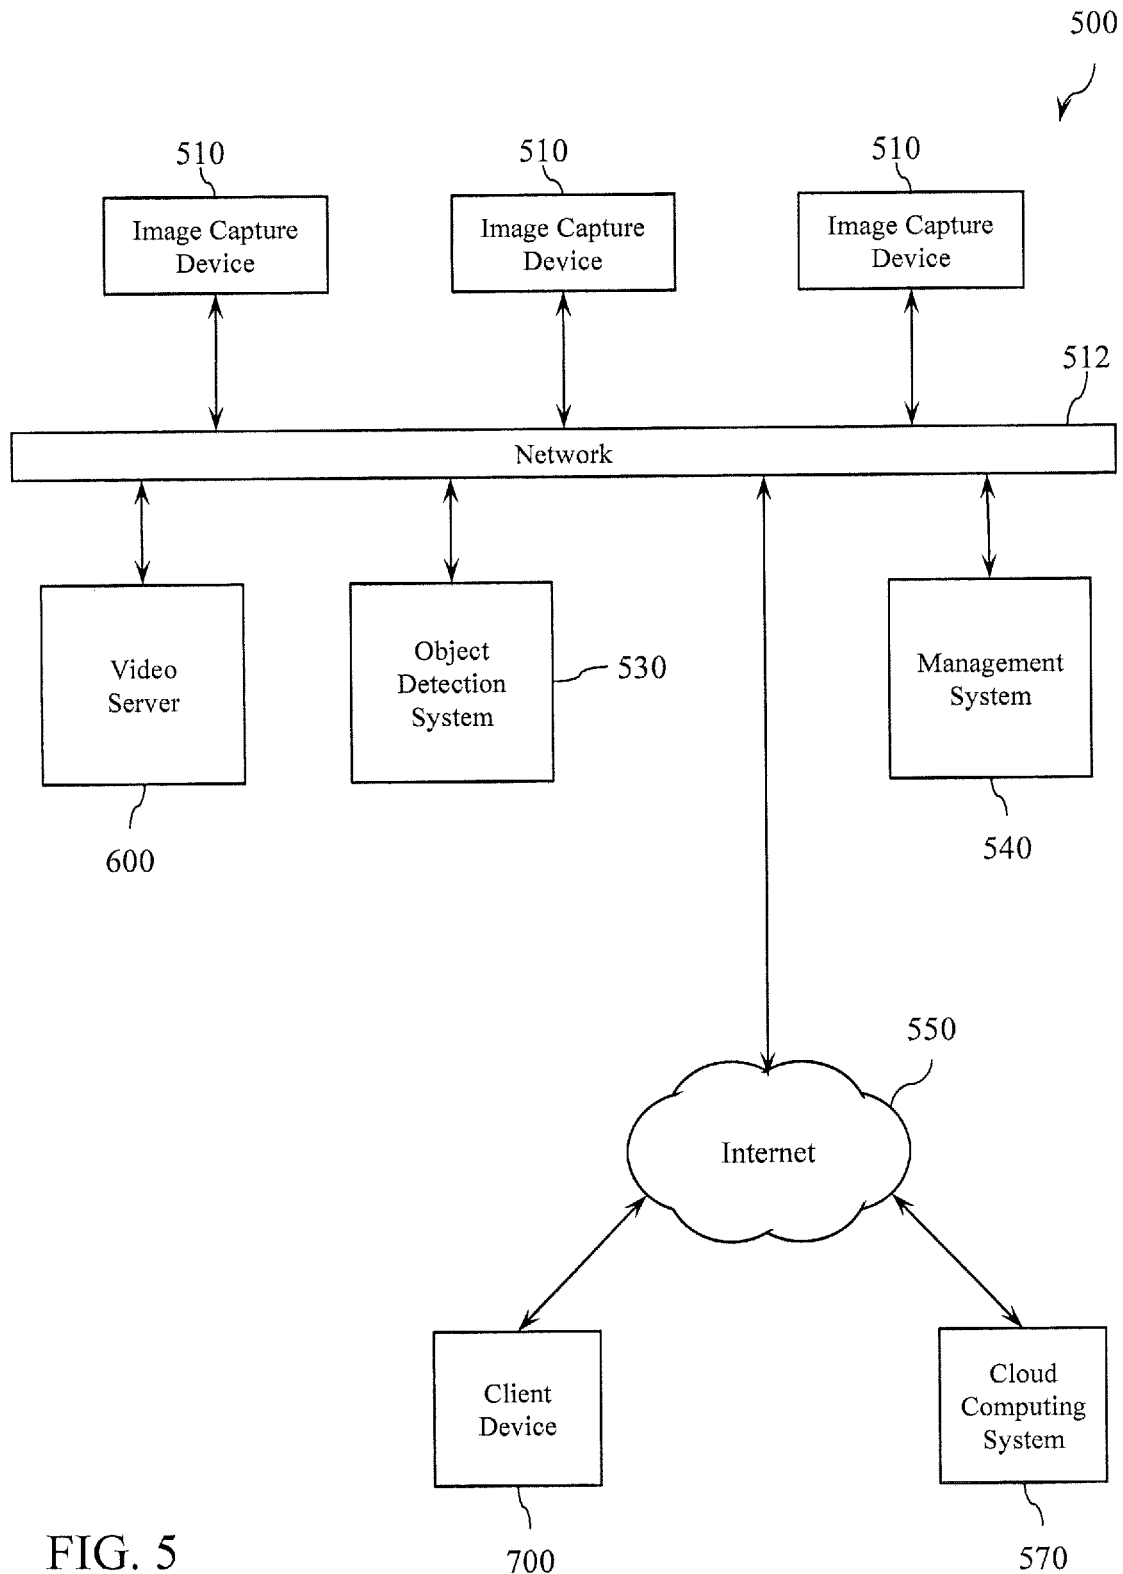 500
510
510
510
Image Capture
Device
Image Capture
Device
Image Capture
Device
512
Network
Video
Server
Object
Detection
System
530
Management
System
600
540
550
Internet
Client
Device
Cloud
Computing
System
FIG. 5
700
570